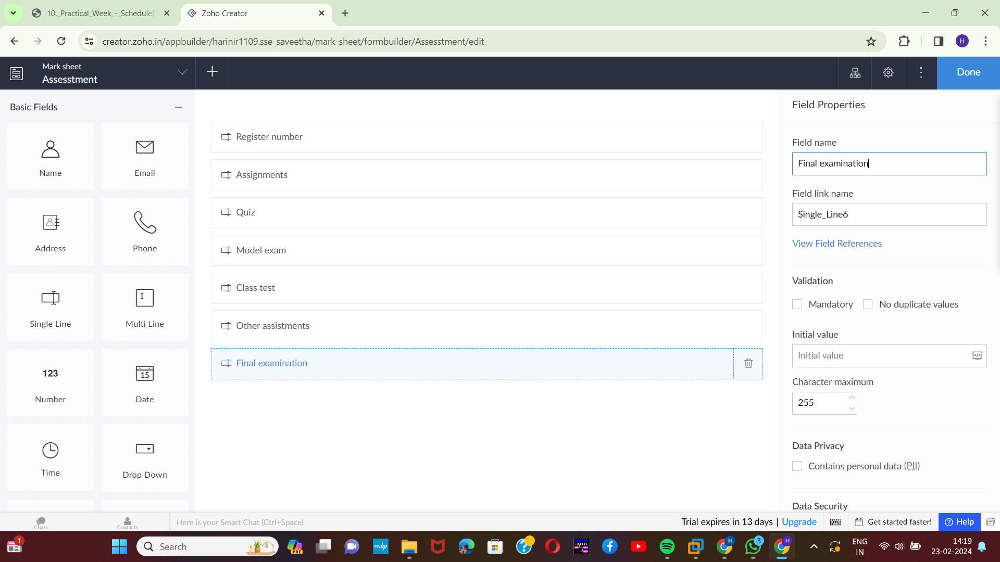 10._Practical_Week_-_Schedule[
Zoho Creator
creator.zoho.in/appbuilder/harinir1109.sse_saveetha/mark-sheet/formbuilder/Assesstment/edit
H
Mark sheet
Assesstment
Done
Basic Fields
Name
Email
Address
Phone
Single Line
Multi Line
123
Number
15
Date
Time
Drop Down
Register number
Assignments
Quiz
Model exam
Class test
Other assistments
Final examination
Field Properties
Field name
Final examination
Field link name
Single_Line6
View Field References
Validation
Mandatory
No duplicate values
Initial value
Initial value
Character maximum
255
Data Privacy
Contains personal data (PII)
Data Security
Chats
Contacts
Here is your Smart Chat (Ctrl+Space)
Trial expires in 13 days | Upgrade
Get started faster!
Help
1
Search
PRE
myhp
DATA
H
3
H
ENG
IN
14:19
23-02-2024